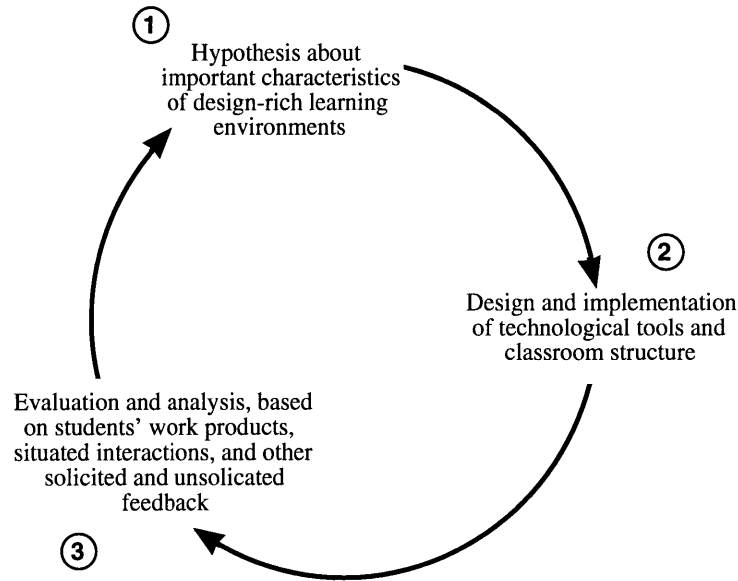 1
Hypothesis about
important characteristics
of design-rich learning
environments
2
Design and implementation
of technological tools and
classroom structure
Evaluation and analysis, based
on students' work products,
situated interactions, and other
solicited and unsolicated
feedback
3